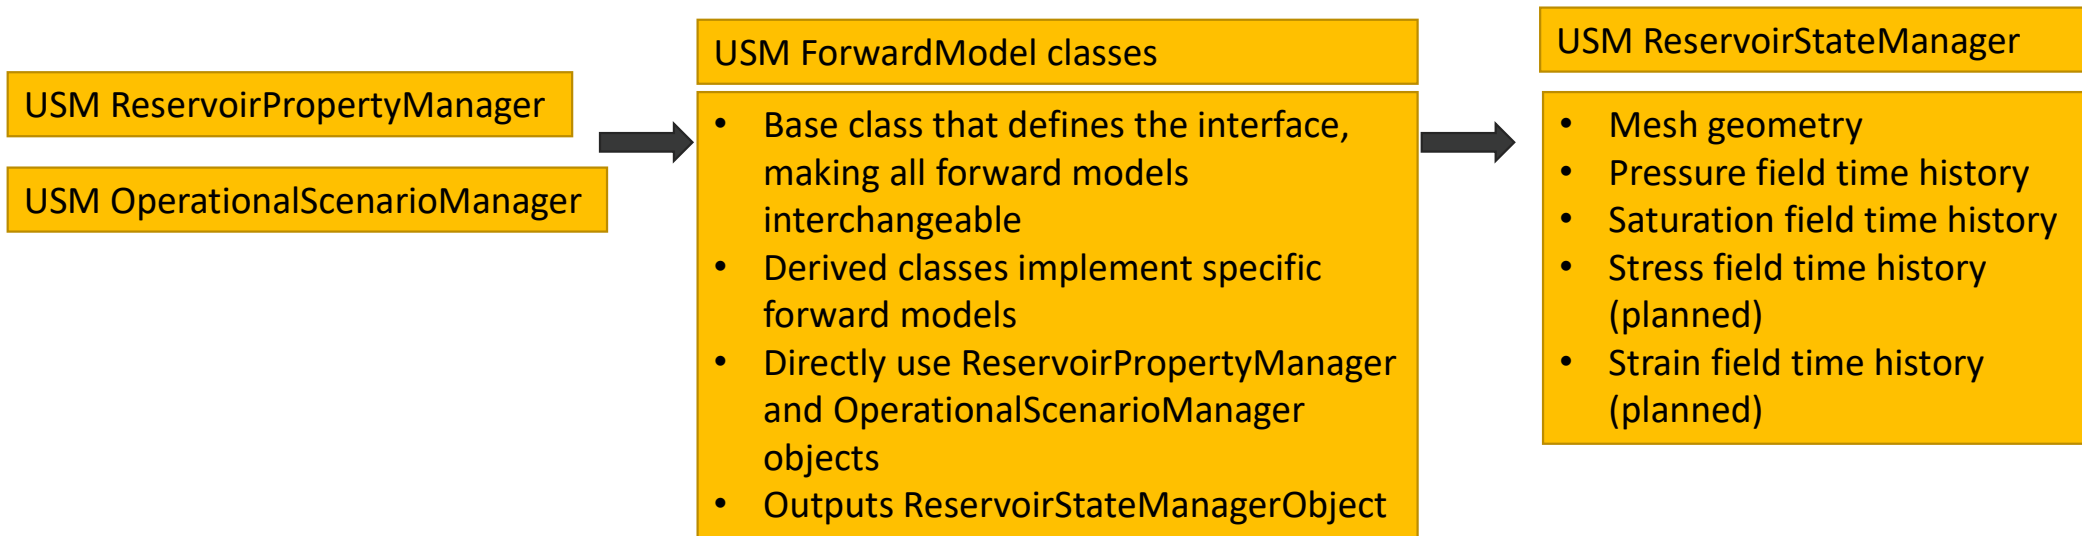 USM ReservoirPropertyManager
USM OperationalScenarioManager
USM ForwardModel classes
• Base class that defines the interface,
making all forward models
interchangeable
• Derived classes implement specific
forward models
• Directly use ReservoirPropertyManager
and OperationalScenarioManager
objects
• Outputs ReservoirStateManagerObject
USM ReservoirStateManager
• Mesh geometry
• Pressure field time history
• Saturation field time history
• Stress field time history
(planned)
• Strain field time history
(planned)